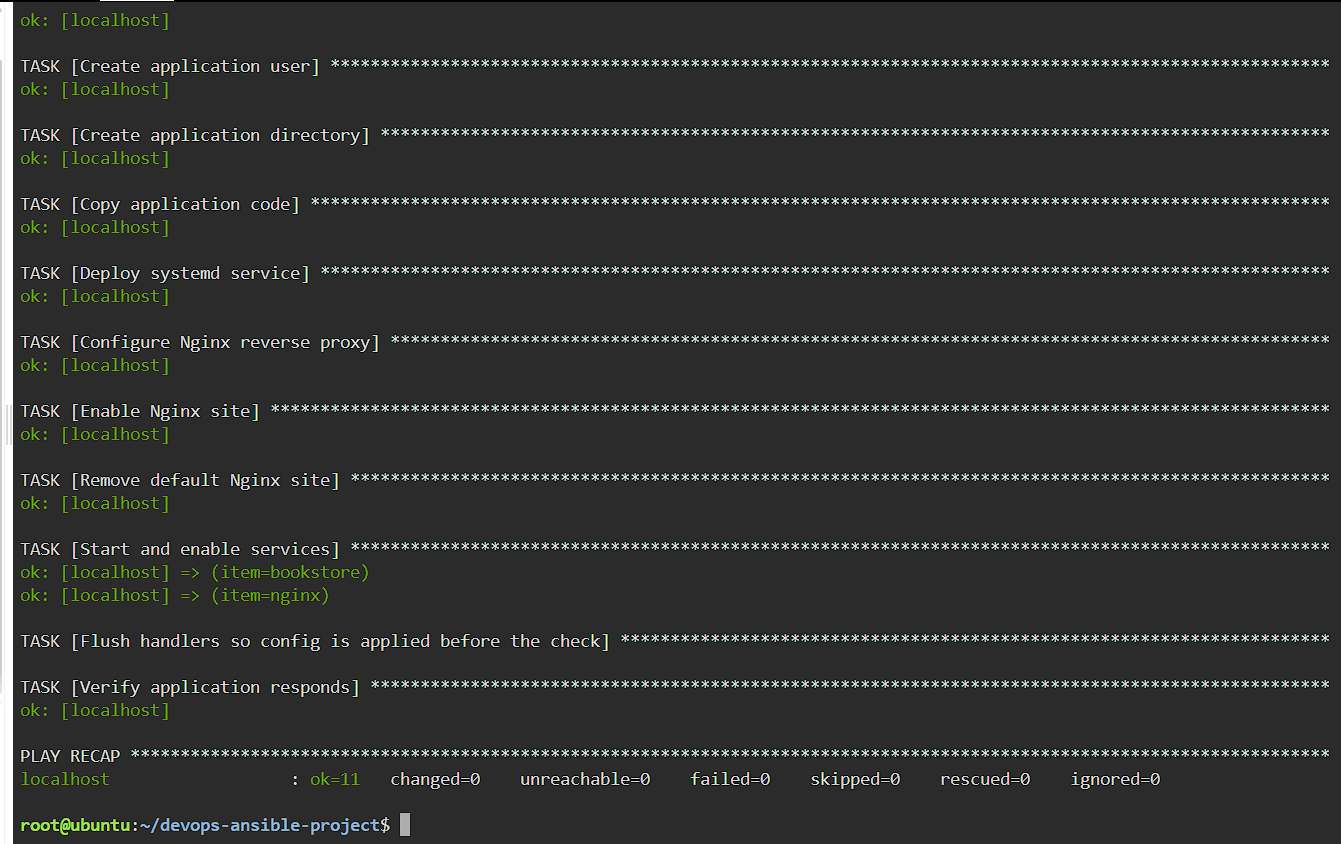 ok: [localhost]
TASK [Create application user] ****************************************************************************************************
ok: [localhost]
TASK [Create application directory] ***********************************************************************************************
ok: [localhost]
TASK [Copy application code] ******************************************************************************************************
ok: [localhost]
TASK [Deploy systemd service] *****************************************************************************************************
ok: [localhost]
TASK [Configure Nginx reverse proxy] **********************************************************************************************
ok: [localhost]
TASK [Enable Nginx site] **********************************************************************************************************
ok: [localhost]
TASK [Remove default Nginx site] **************************************************************************************************
ok: [localhost]
TASK [Start and enable services] **************************************************************************************************
ok: [localhost] => (item=bookstore)
ok: [localhost] => (item=nginx)
TASK [Flush handlers so config is applied before the check] ***********************************************************************
TASK [Verify application responds] ************************************************************************************************
ok: [localhost]
PLAY RECAP ************************************************************************************************************************
localhost                  : ok=11   changed=0    unreachable=0    failed=0    skipped=0    rescued=0    ignored=0
root@ubuntu:~/devops-ansible-project$